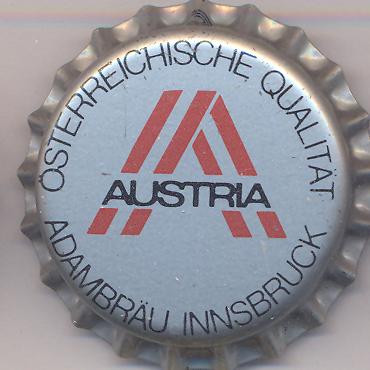 ÖSTERREICHISCHE QUALITÄT
AUSTRIA
ADAMBRÄU INNSBRUCK